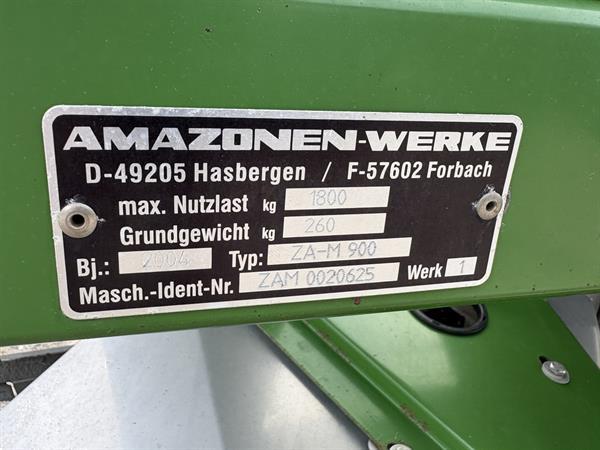 AMAZONEN-WERKE
D-49205 Hasbergen / F-57602 Forbach
max. Nutzlast kg 1800
Grundgewicht kg 260
Bj.: 2004 Typ: ZA-M 900
Masch.-Ident-Nr. ZAM 0020625 Werk 1